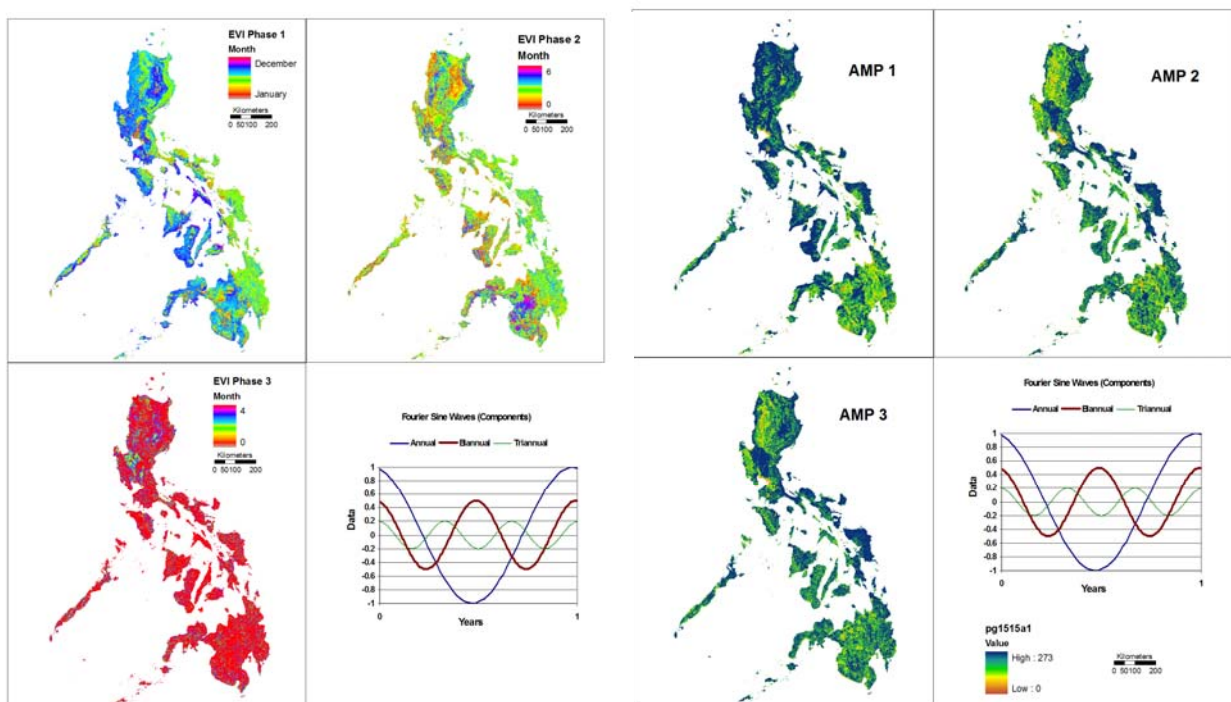 EVI Phase 1
Month
December
January
Kilometers
0 50100 200
EVI Phase 2
Month
6
0
Kilometers
0 50100 200
AMP 1
AMP 2
EVI Phase 3
Month
4
0
Kilometers
0 50100 200
Fourier Sine Waves (Components)
Annual Biannual Triannual
1
0.8
0.6
0.4
0.2
0
-0.2
-0.4
-0.6
-0.8
-1
Data
0 1
Years
AMP 3
Fourier Sine Waves (Components)
Annual Biannual Triannual
1
0.8
0.6
0.4
0.2
0
-0.2
-0.4
-0.6
-0.8
-1
Data
0 1
Years
pg1515a1
Value
High : 273
Low : 0
Kilometers
0 50100 200